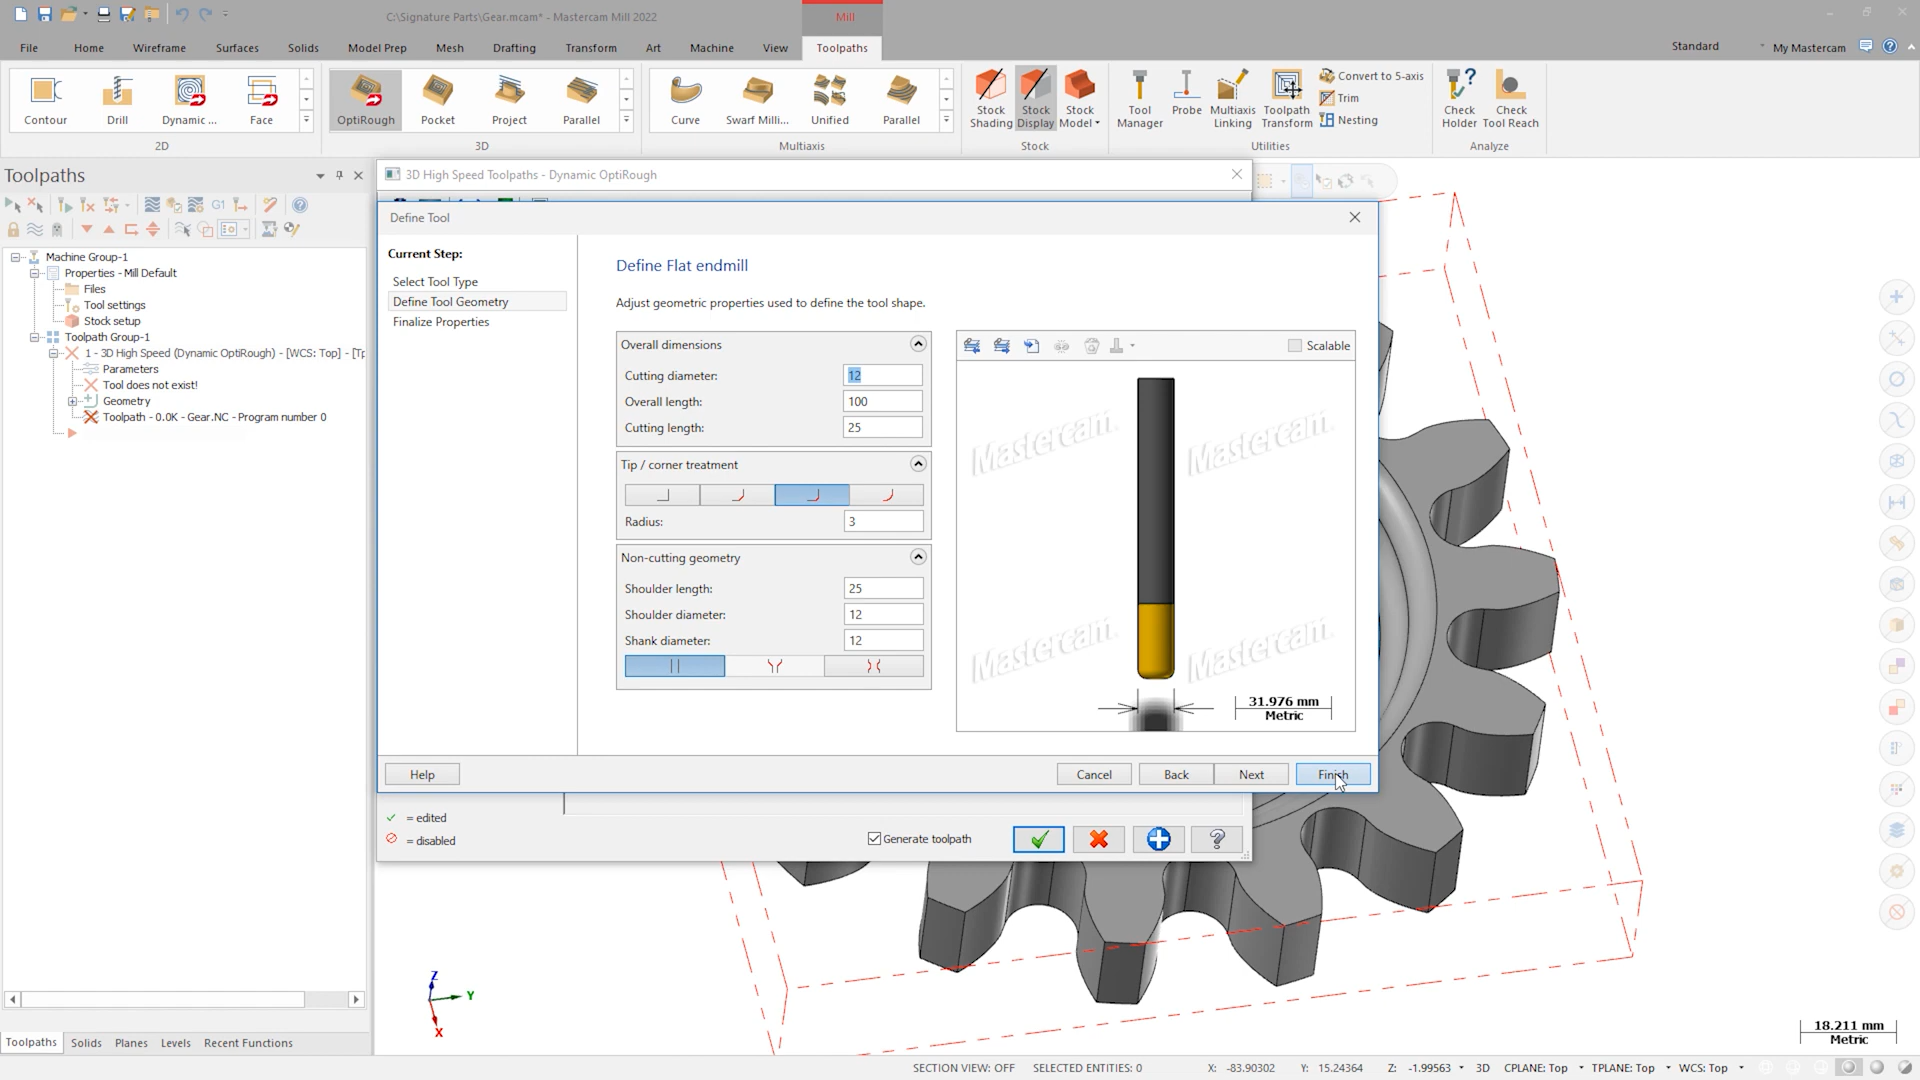 C:\Signature Parts\Gear.mcam* - Mastercam Mill 2022
Mill
File
Home
Wireframe
Surfaces
Solids
Model Prep
Mesh
Drafting
Transform
Art
Machine
View
Toolpaths
Standard
My Mastercam
Contour
Drill
Dynamic ...
Face
2D
OptiRough
Pocket
Project
Parallel
3D
Curve
Swarf Milli...
Unified
Parallel
Multiaxis
Stock Shading
Stock Display
Stock Model
Stock
Tool Manager
Probe
Multiaxis Linking
Toolpath Transform
Convert to 5-axis
Trim
Nesting
Utilities
Check Holder
Check Tool Reach
Analyze
Toolpaths
G1
Machine Group-1
Properties - Mill Default
Files
Tool settings
Stock setup
Toolpath Group-1
1 - 3D High Speed (Dynamic OptiRough) - [WCS: Top] - [Tp
Parameters
Tool does not exist!
Geometry
Toolpath - 0.0K - Gear.NC - Program number 0
3D High Speed Toolpaths - Dynamic OptiRough
Define Tool
Current Step:
Select Tool Type
Define Tool Geometry
Finalize Properties
Define Flat endmill
Adjust geometric properties used to define the tool shape.
Overall dimensions
Cutting diameter: 12
Overall length: 100
Cutting length: 25
Tip / corner treatment
Radius: 3
Non-cutting geometry
Shoulder length: 25
Shoulder diameter: 12
Shank diameter: 12
Scalable
Mastercam.
Mastercam.
Mastercam.
Mastercam.
31.976 mm
Metric
Help
Cancel
Back
Next
Finish
= edited
= disabled
Generate toolpath
Z
Y
X
18.211 mm
Metric
Toolpaths
Solids
Planes
Levels
Recent Functions
SECTION VIEW: OFF SELECTED ENTITIES: 0 X: -83.90302 Y: 15.24364 Z: -1.99563 3D CPLANE: Top TPLANE: Top WCS: Top